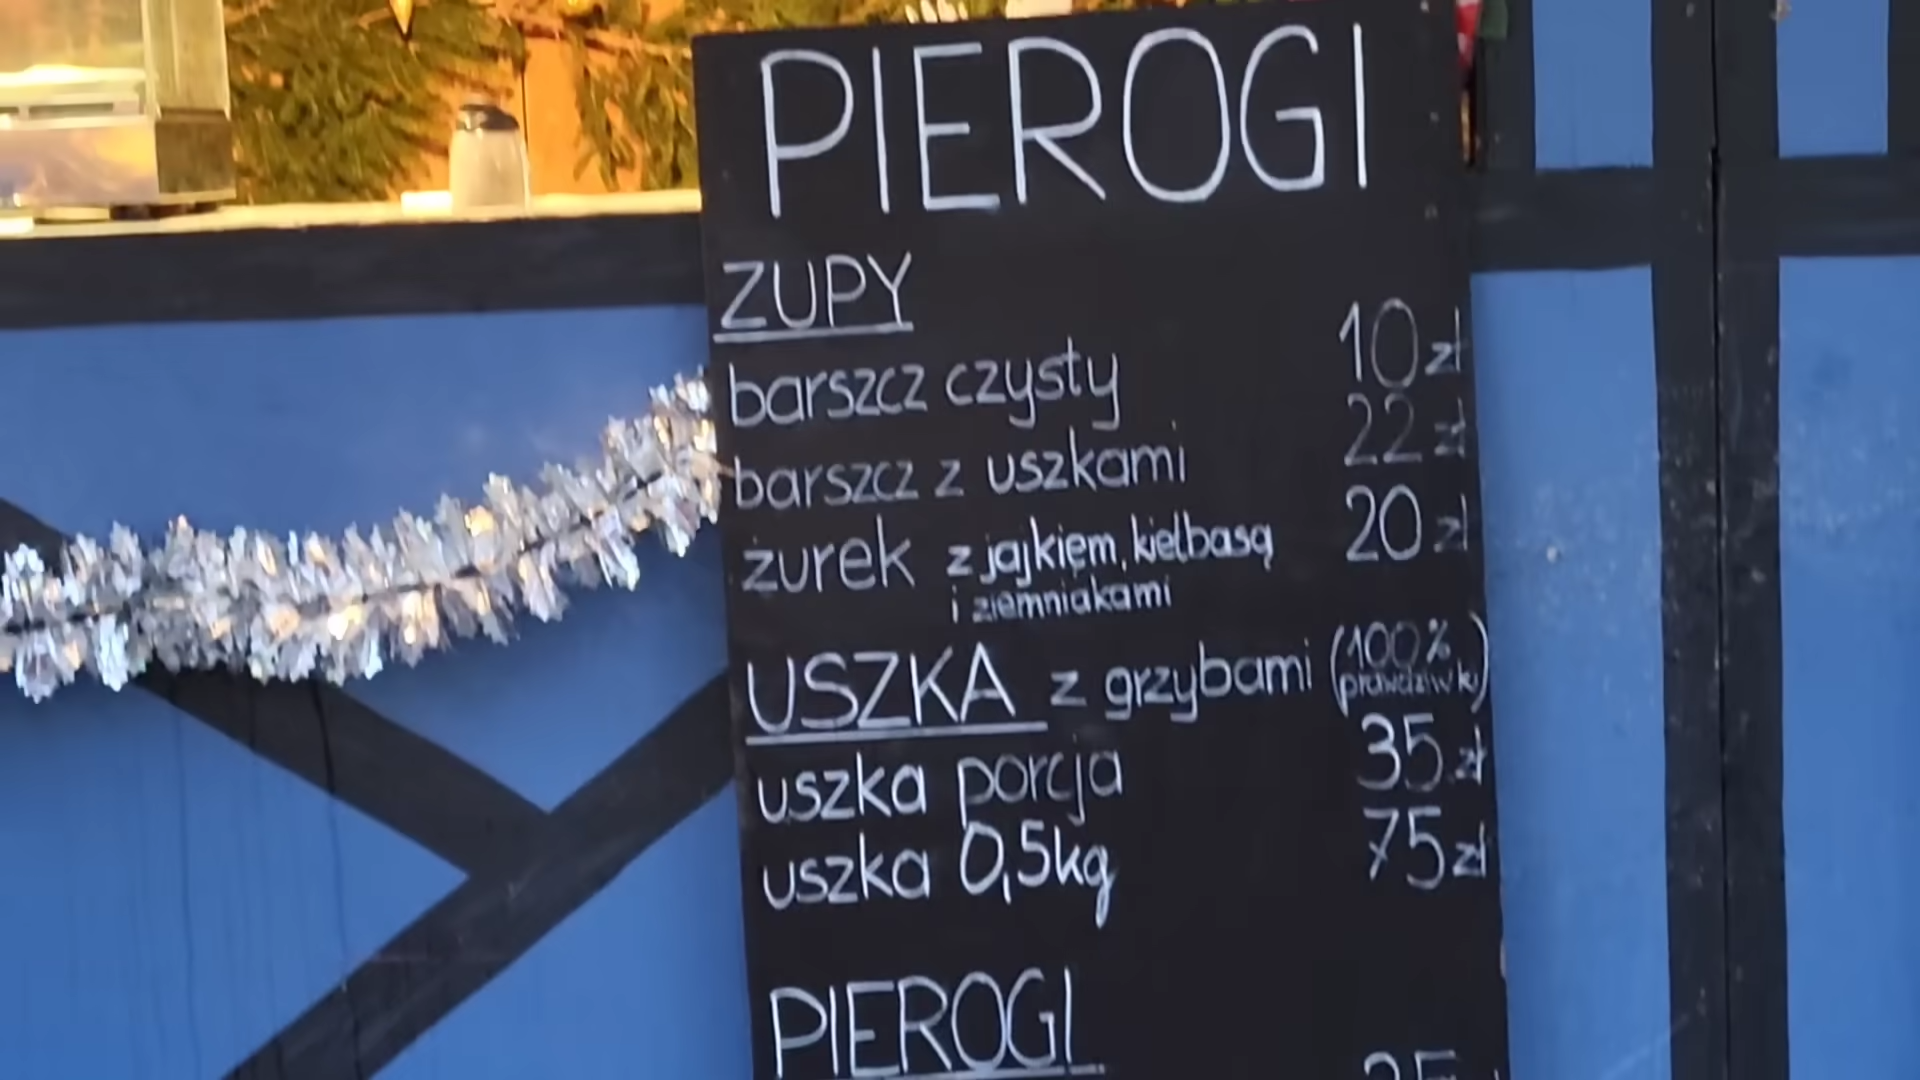 PIEROGI
ZUPY
barszcz czysty 10 zł
barszcz z uszkami 22 zł
żurek z jajkięm, kiełbasą 20 zł
i ziemniakami
USZKA z grzybami (100% prawdziwki)
uszka porcja 35 zł
uszka 0,5kg 75 zł
PIEROGI